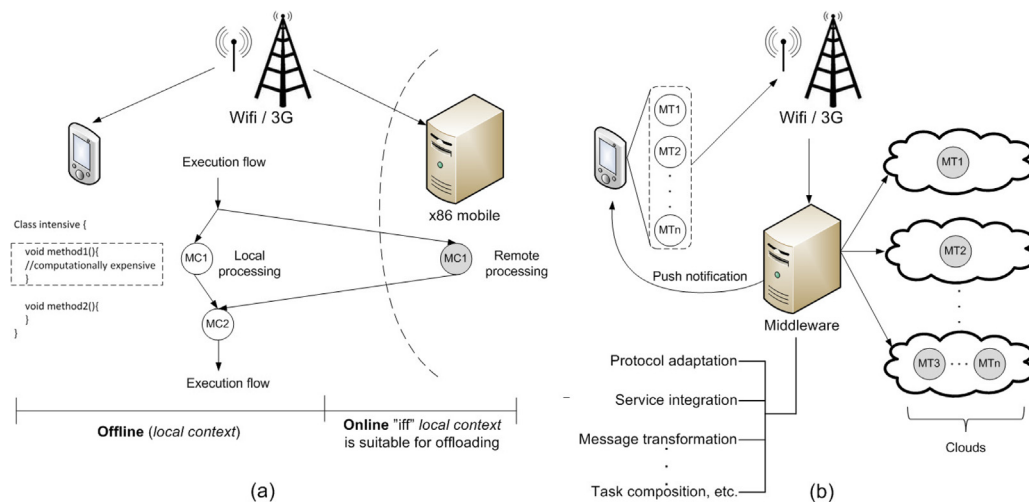 Wifi / 3G
Execution flow
x86 mobile
Class intensive {
void method1(){
//computationally expensive
}
void method2(){
}
}
MC1
Local
processing
MC1
Remote
processing
MC2
Execution flow
Offline (local context)
Online "iff" local context
is suitable for offloading
(a)
Wifi / 3G
MT1
MT2
MTn
Push notification
Middleware
MT1
MT2
MT3 ··· MTn
Clouds
Protocol adaptation
Service integration
Message transformation
Task composition, etc.
(b)